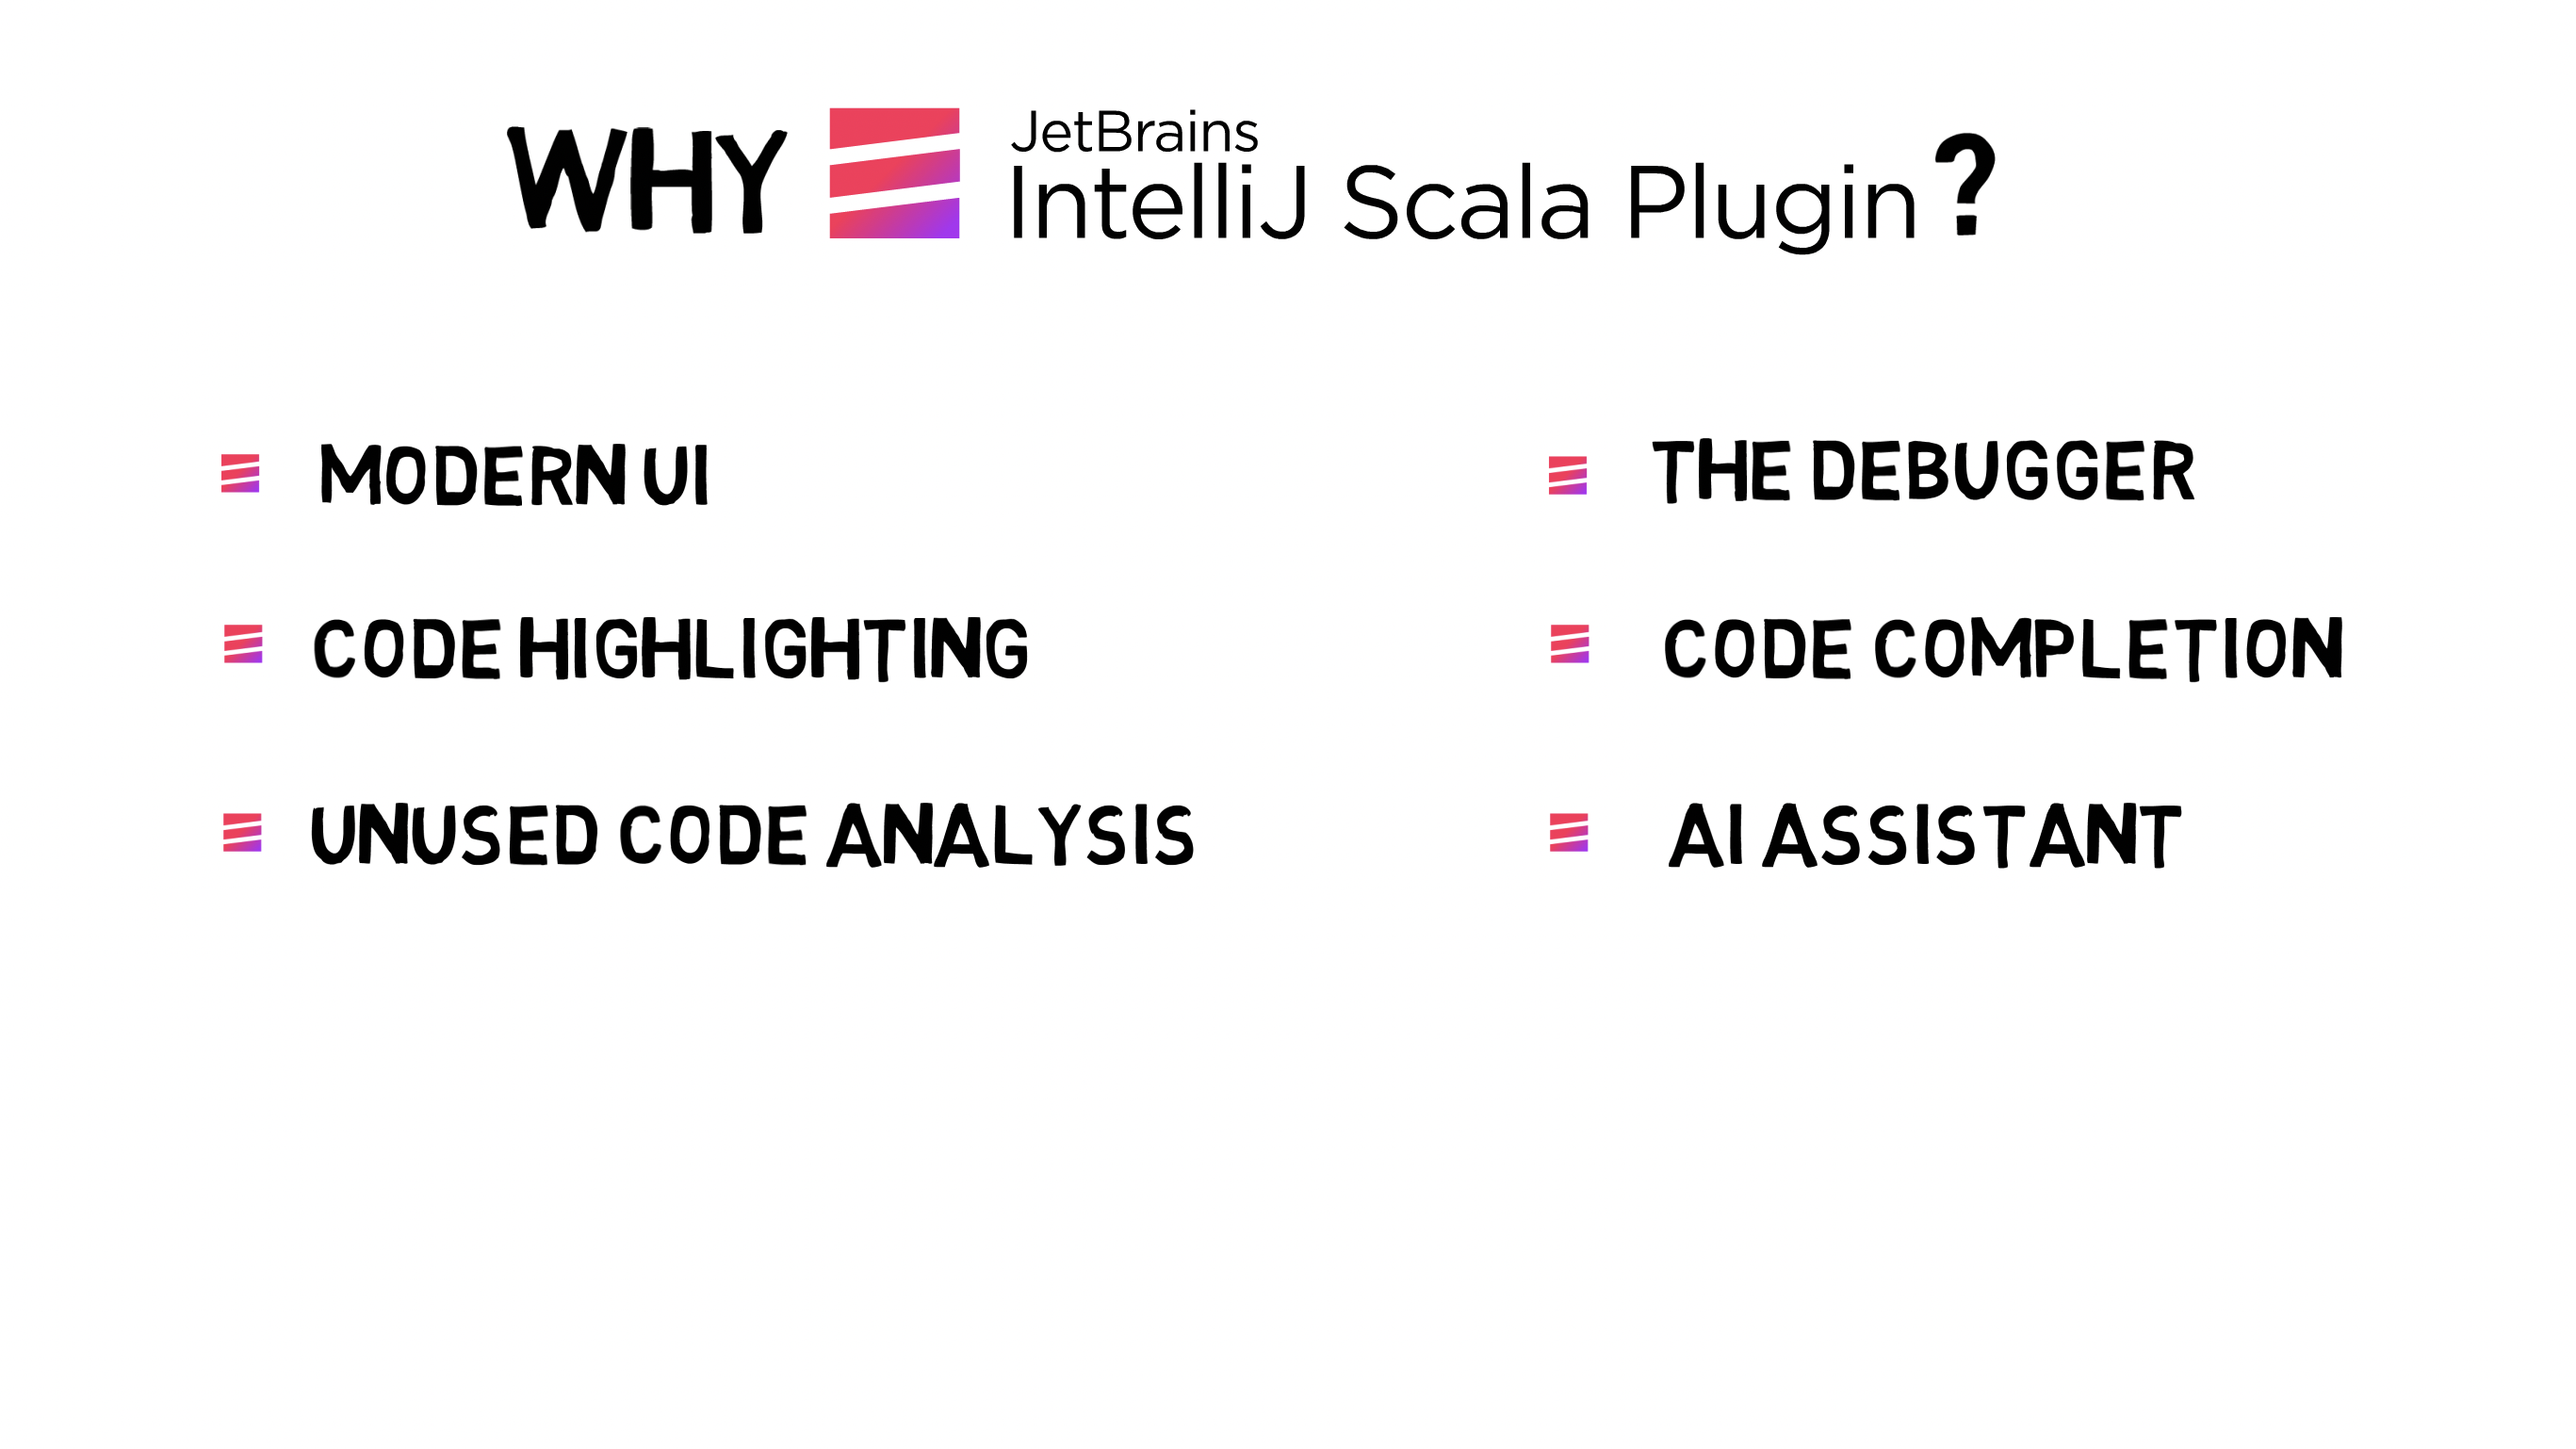 WHY JetBrains IntelliJ Scala Plugin?
MODERN UI
CODE HIGHLIGHTING
UNUSED CODE ANALYSIS
THE DEBUGGER
CODE COMPLETION
AI ASSISTANT